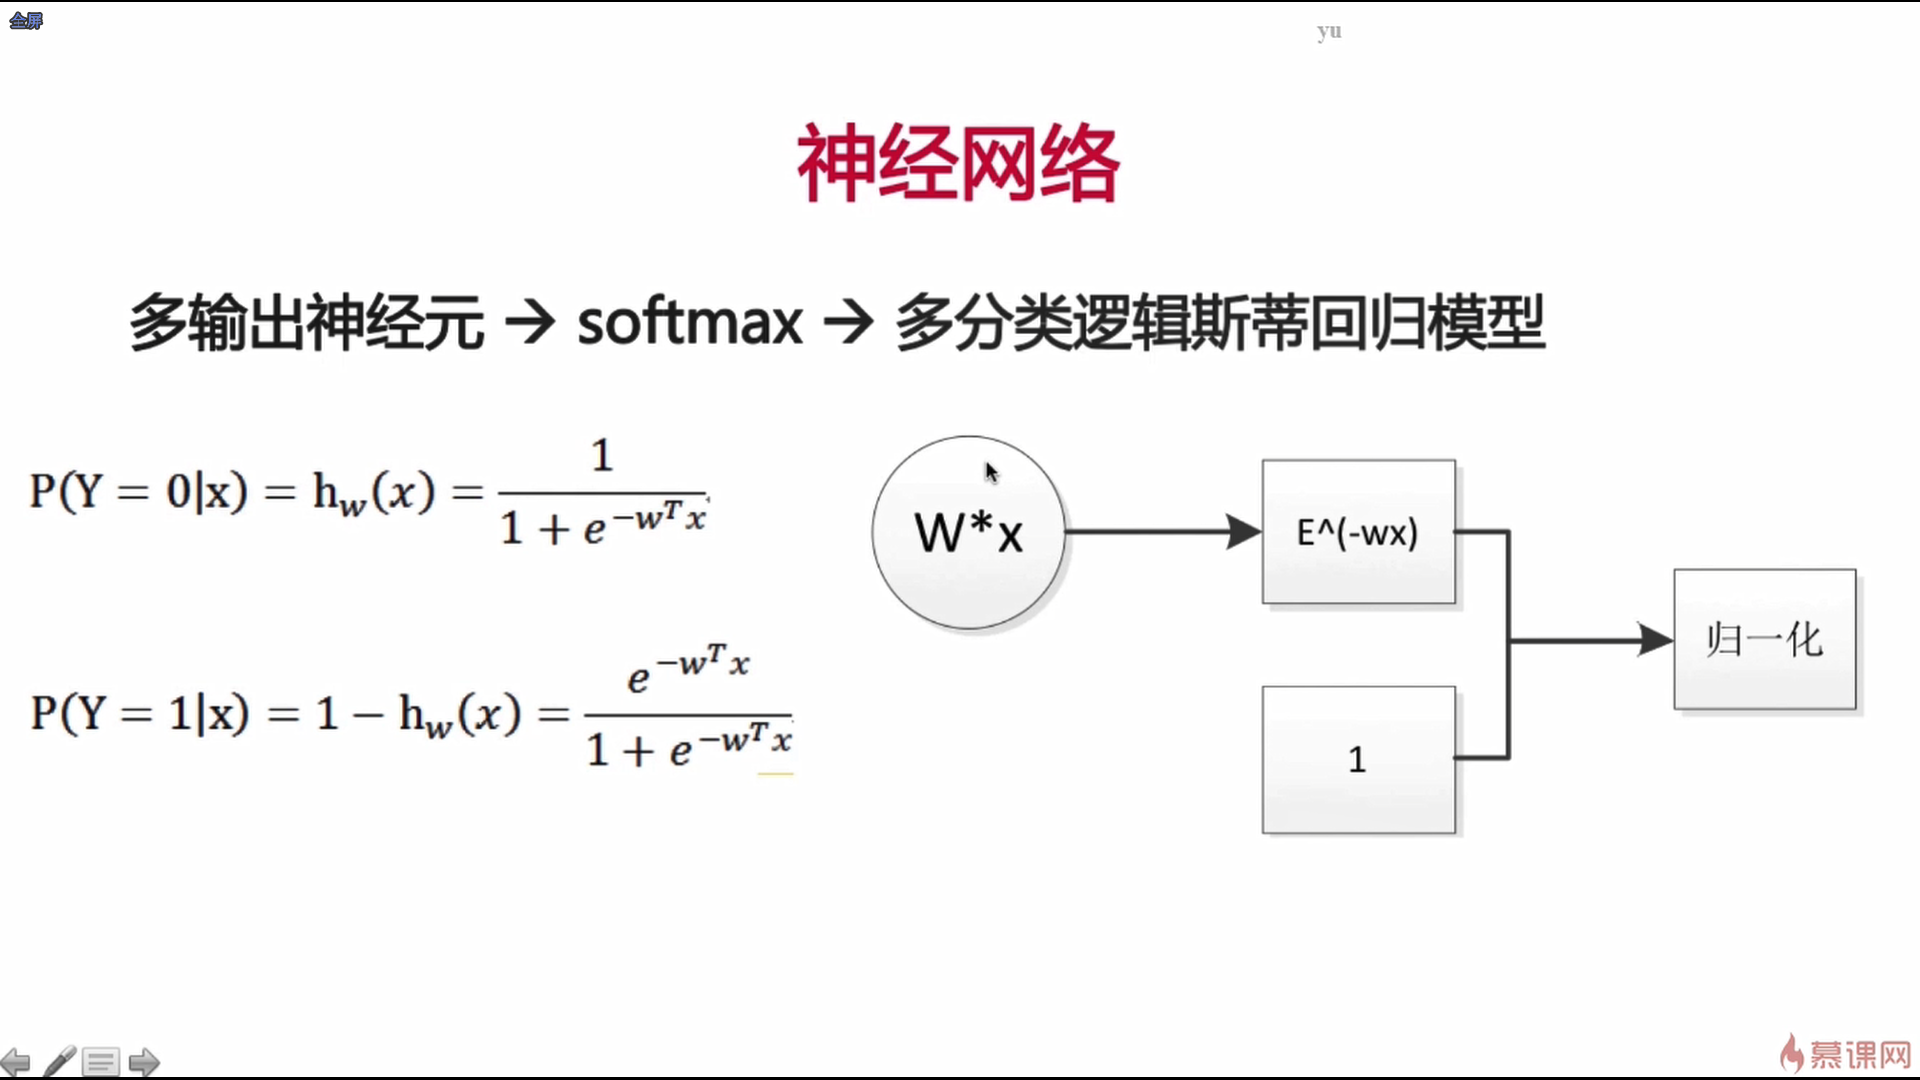 全屏
yu
神经网络
多输出神经元 → softmax → 多分类逻辑斯蒂回归模型
P(Y = 0|x) = h_w(x) = \frac{1}{1 + e^{-w^T x}}
W*x
E^(-wx)
归一化
P(Y = 1|x) = 1 − h_w(x) = \frac{e^{-w^T x}}{1 + e^{-w^T x}}
1
慕课网